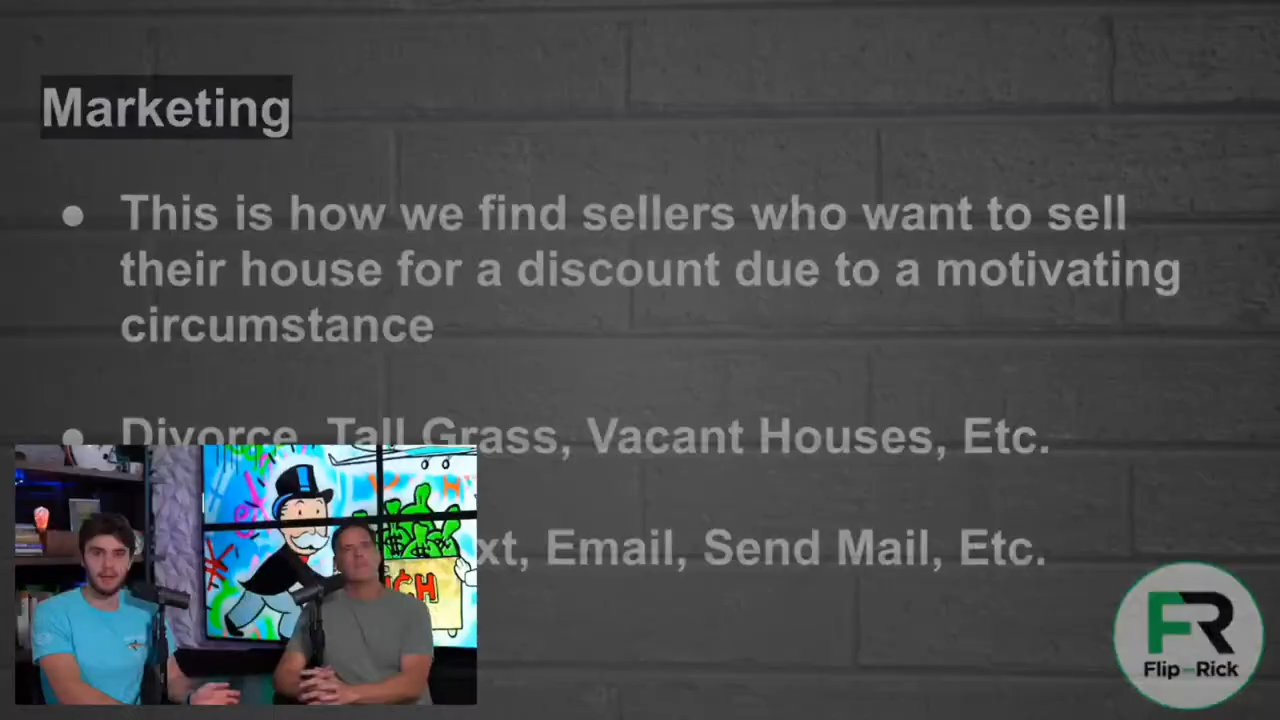 Marketing
● This is how we find sellers who want to sell
their house for a discount due to a motivating
circumstance
● Divorce, Tall Grass, Vacant Houses, Etc.
Email, Send Mail, Etc.
FR
Flip Rick